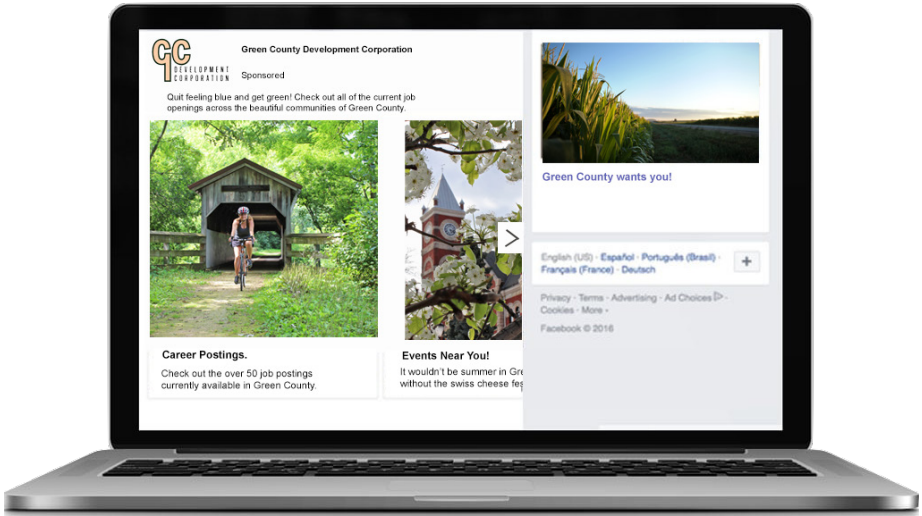 GCDC
DEVELOPMENT
CORPORATION
Green County Development Corporation
Sponsored
Quit feeling blue and get green! Check out all of the current job
openings across the beautiful communities of Green County.
Career Postings.
Check out the over 50 job postings
currently available in Green County.
Events Near You!
It wouldn't be summer in Gre
without the swiss cheese fes
Green County wants you!
English (US) · Español · Português (Brasil) ·
Français (France) · Deutsch
Privacy · Terms · Advertising · Ad Choices ·
Cookies · More
Facebook © 2016